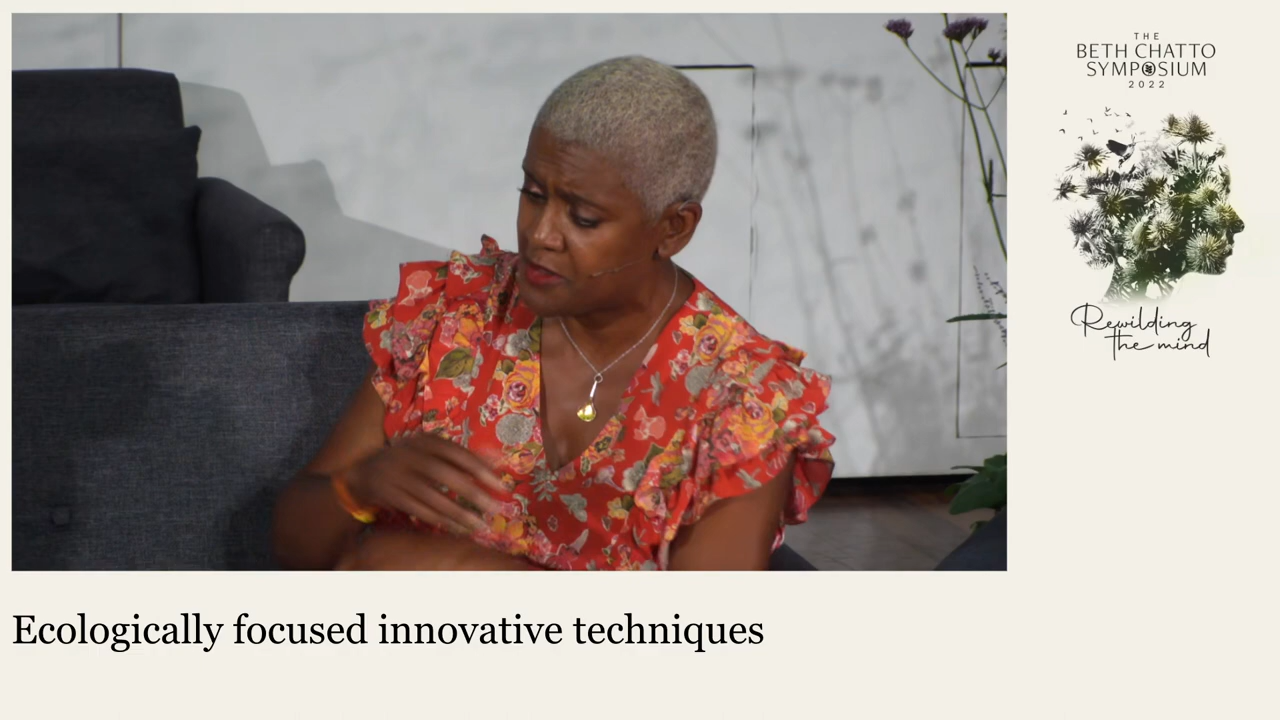 THE
BETH CHATTO
SYMPOSIUM
2022
Rewilding
the mind
Ecologically focused innovative techniques